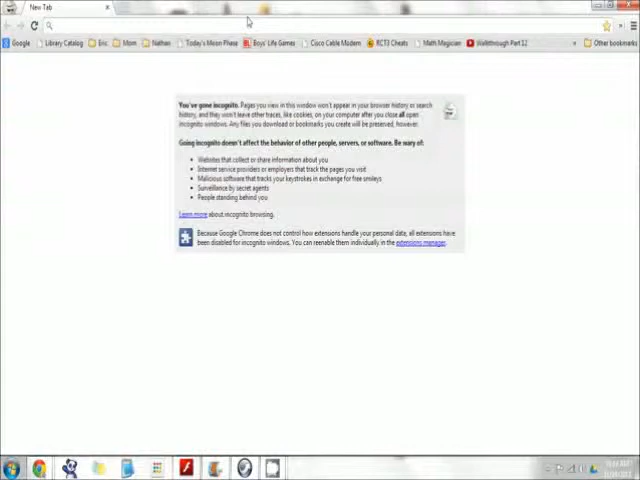 New Tab
Google Library Catalog Eric Mom Nathan Today's Moon Phase BL Boys' Life Games Cisco Cable Modem RCT3 Cheats Math Magician Walkthrough Part 12 » Other bookmarks
You've gone incognito. Pages you view in this window won't appear in your browser history or search
history, and they won't leave other traces, like cookies, on your computer after you close all open
incognito windows. Any files you download or bookmarks you create will be preserved, however.
Going incognito doesn't affect the behavior of other people, servers, or software. Be wary of:
• Websites that collect or share information about you
• Internet service providers or employers that track the pages you visit
• Malicious software that tracks your keystrokes in exchange for free smileys
• Surveillance by secret agents
• People standing behind you
Learn more about incognito browsing.
Because Google Chrome does not control how extensions handle your personal data, all extensions have
been disabled for incognito windows. You can reenable them individually in the extensions manager.